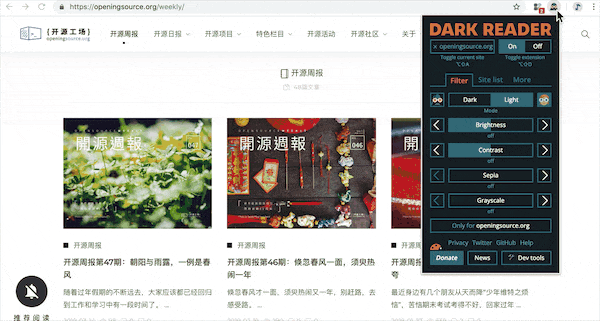 https://openingsource.org/weekly/
{开源工场}
openingsource.org
开源周报
开源日报
开源项目
特色栏目
开源活动
开源社区
关于
开源周报
48篇文章
開源週報
047
開源週報
046
開源
开源周报
开源周报
开源周报
开源周报第47期：朝阳与雨露，一例是春风
开源周报第46期：倏忽春风一面，须臾热闹一年
开源周报第
夸
随着过年假期的不断远去，大家应该都已经回归到工作和学习中有一段时间了。 ...
倏忽春风一面，须臾热闹又一年，别赶路，去感受路。 ...
最近身边有几个朋友从天而降“少年维特之烦恼”，苦恼期末考试考得不好，回家过年 ...
推荐阅读
DARK READER
× openingsource.org
On
Off
Toggle current site
Toggle extension
Filter
Site list
More
Dark
Light
Mode
Brightness
off
Contrast
off
Sepia
off
Grayscale
off
Only for openingsource.org
Privacy
Twitter
GitHub
Help
Donate
News
Dev tools